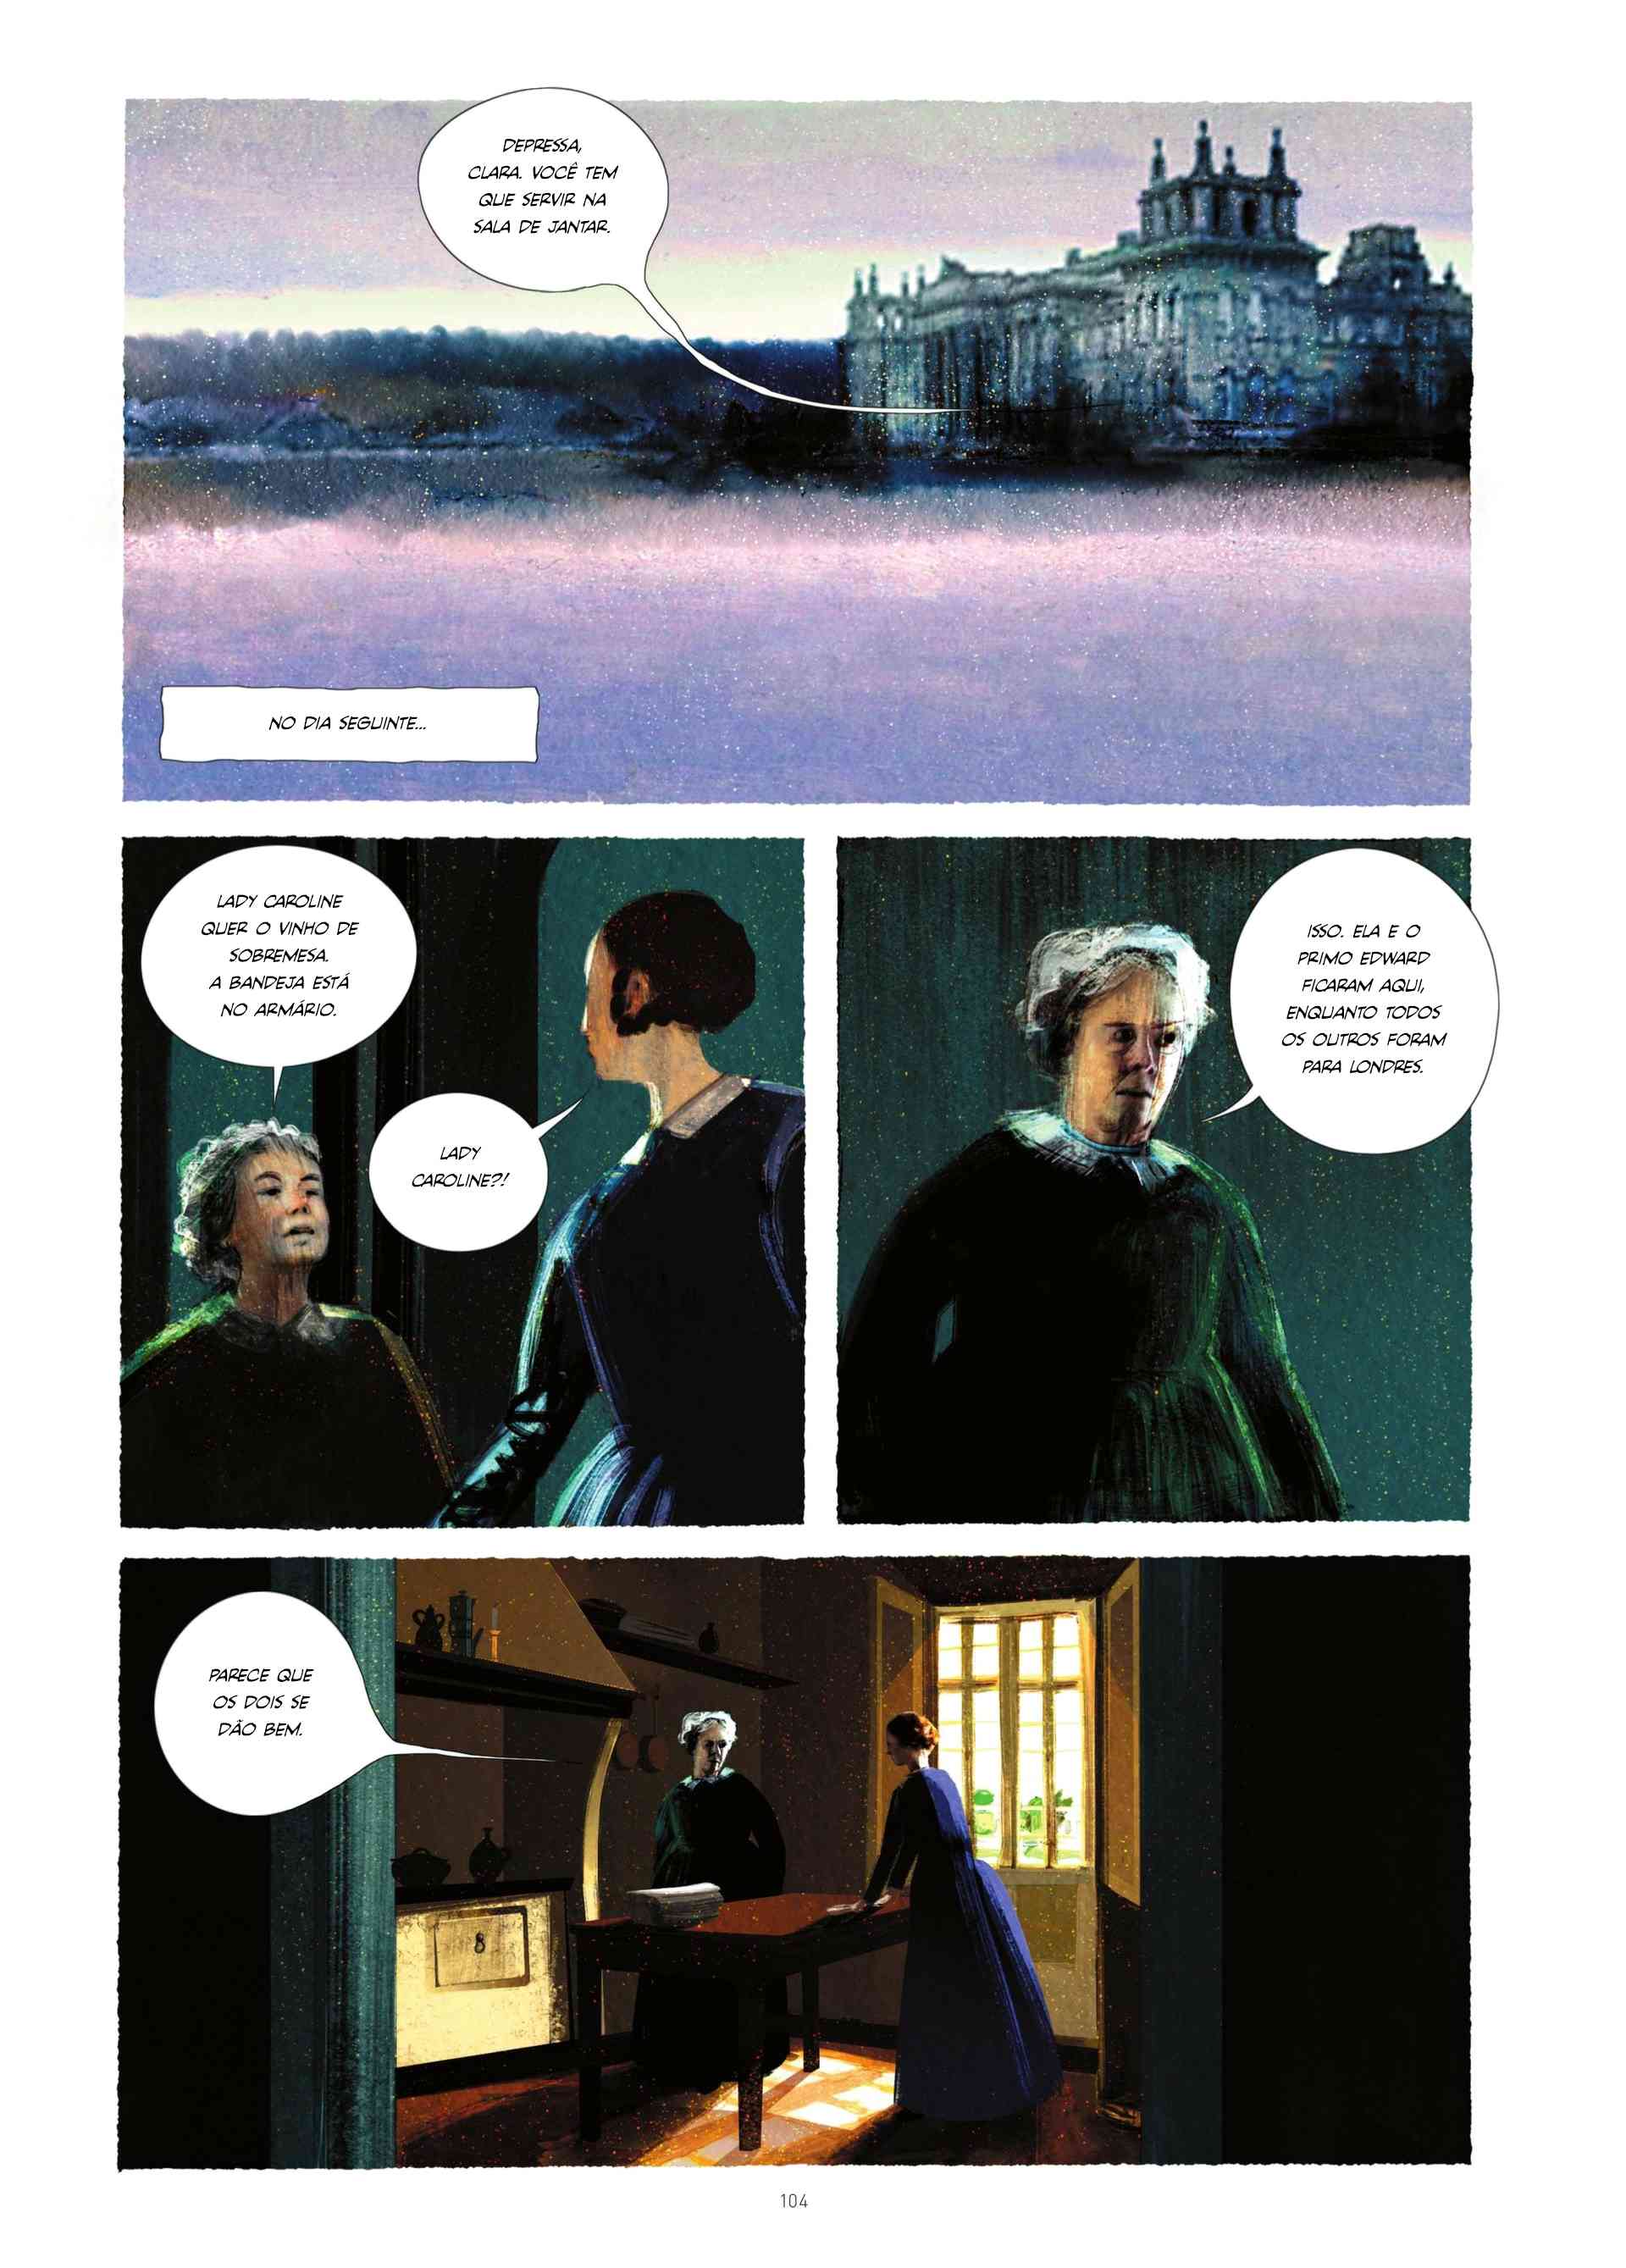 DEPRESSA,
CLARA. VOCÊ TEM
QUE SERVIR NA
SALA DE JANTAR.
NO DIA SEGUINTE...
LADY CAROLINE
QUER O VINHO DE
SOBREMESA.
A BANDEJA ESTÁ
NO ARMÁRIO.
LADY
CAROLINE?!
ISSO. ELA E O
PRIMO EDWARD
FICARAM AQUI,
ENQUANTO TODOS
OS OUTROS FORAM
PARA LONDRES.
PARECE QUE
OS DOIS SE
DÃO BEM.
8
104